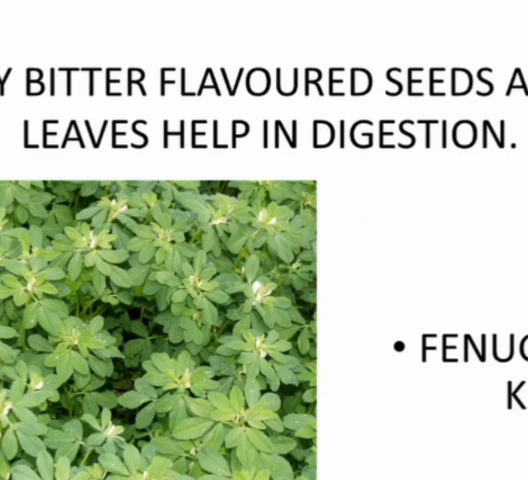 Y BITTER FLAVOURED SEEDS A
LEAVES HELP IN DIGESTION.
• FENUG
K